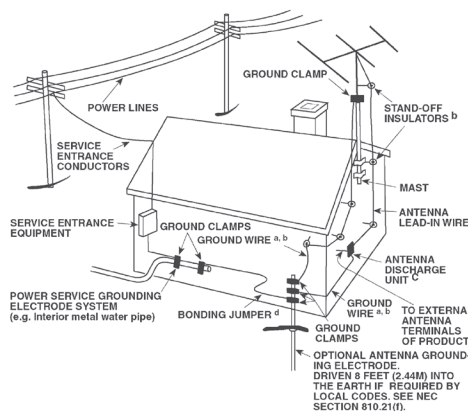 GROUND CLAMP
POWER LINES
STAND-OFF
INSULATORS b
SERVICE
ENTRANCE
CONDUCTORS
MAST
SERVICE ENTRANCE
EQUIPMENT
GROUND CLAMPS
GROUND WIRE a, b
ANTENNA
LEAD-IN WIRE
ANTENNA
DISCHARGE
UNIT C
POWER SERVICE GROUNDING
ELECTRODE SYSTEM
(e.g. Interior metal water pipe)
BONDING JUMPER d
GROUND
WIRE a, b
GROUND
CLAMPS
TO EXTERNAL
ANTENNA
TERMINALS
OF PRODUCT
OPTIONAL ANTENNA GROUND-
ING ELECTRODE.
DRIVEN 8 FEET (2.44M) INTO
THE EARTH IF REQUIRED BY
LOCAL CODES. SEE NEC
SECTION 810.21(f).